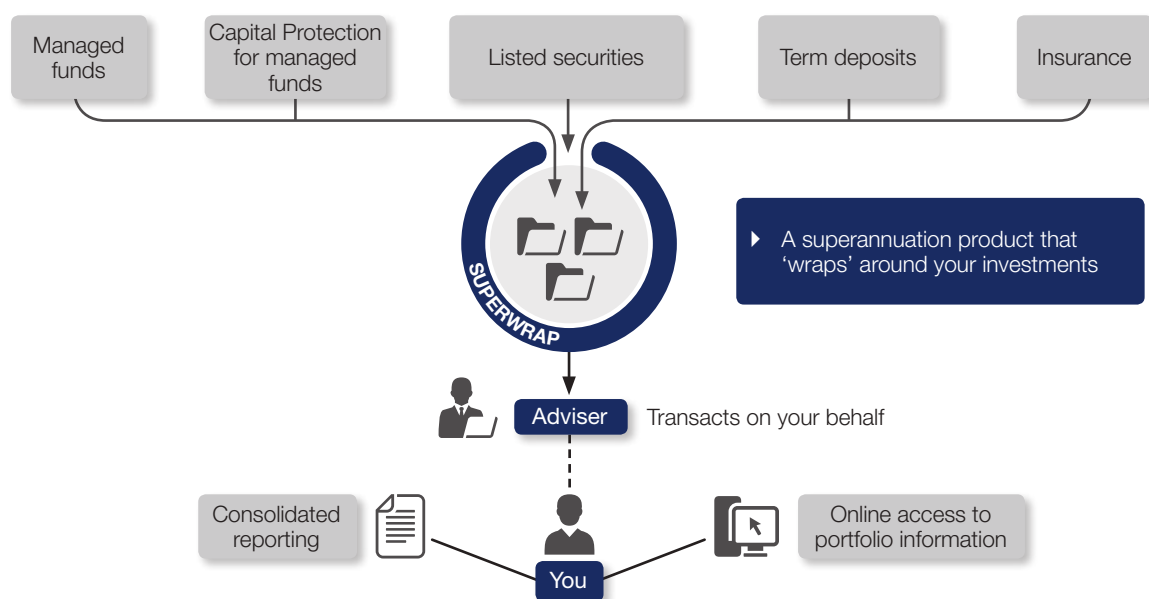 Managed
funds
Capital Protection
for managed
funds
Listed securities
Term deposits
Insurance
SUPERWRAP
A superannuation product that
‘wraps’ around your investments
Adviser
Transacts on your behalf
Consolidated
reporting
Online access to
portfolio information
You